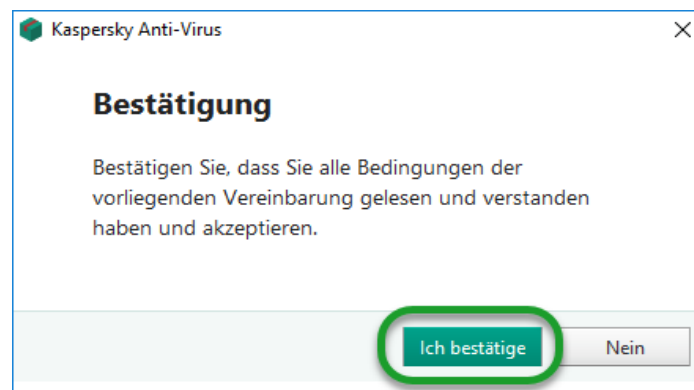 Kaspersky Anti-Virus
Bestätigung
Bestätigen Sie, dass Sie alle Bedingungen der
vorliegenden Vereinbarung gelesen und verstanden
haben und akzeptieren.
Ich bestätige
Nein